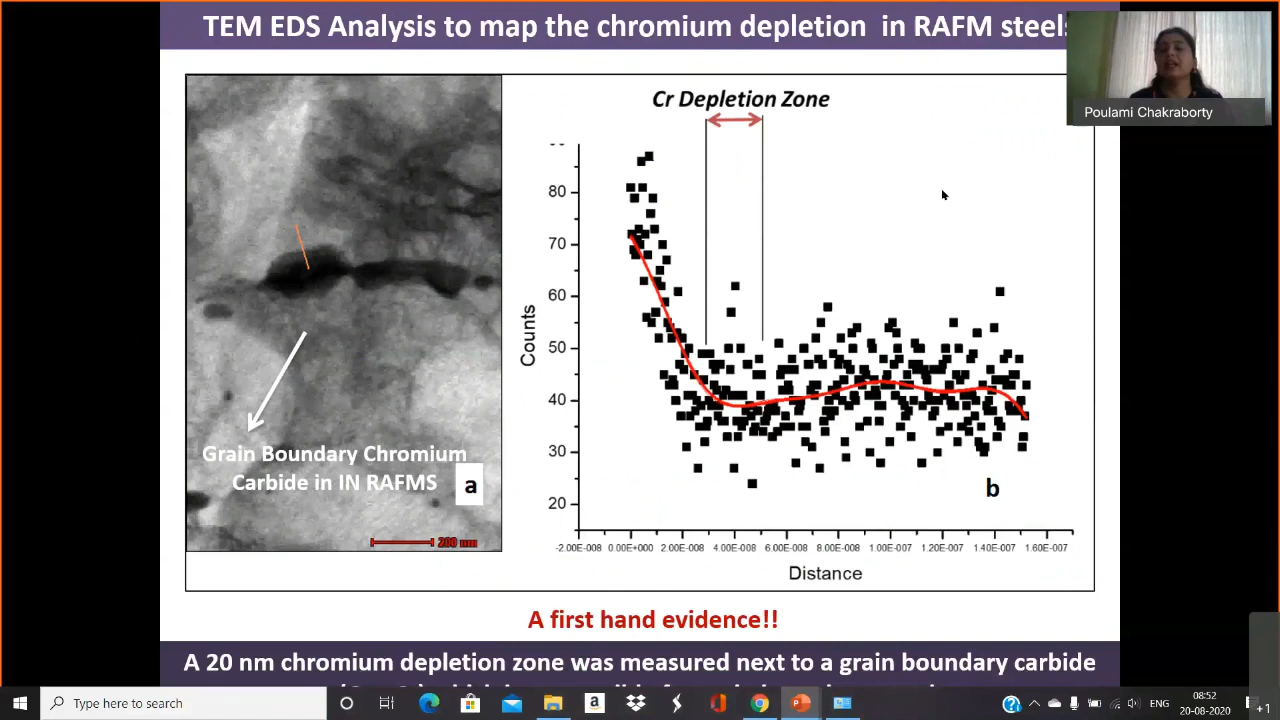 TEM EDS Analysis to map the chromium depletion in RAFM steels
Poulami Chakraborty
Cr Depletion Zone
80
70
60
50
40
30
20
Counts
-2.00E-008 0.00E+000 2.00E-008 4.00E-008 6.00E-008 8.00E-008 1.00E-007 1.20E-007 1.40E-007 1.60E-007
Distance
b
Grain Boundary Chromium
Carbide in IN RAFMS
a
200 nm
A first hand evidence!!
A 20 nm chromium depletion zone was measured next to a grain boundary carbide
Type here to search
ENG
08:52
20-08-2020
+1